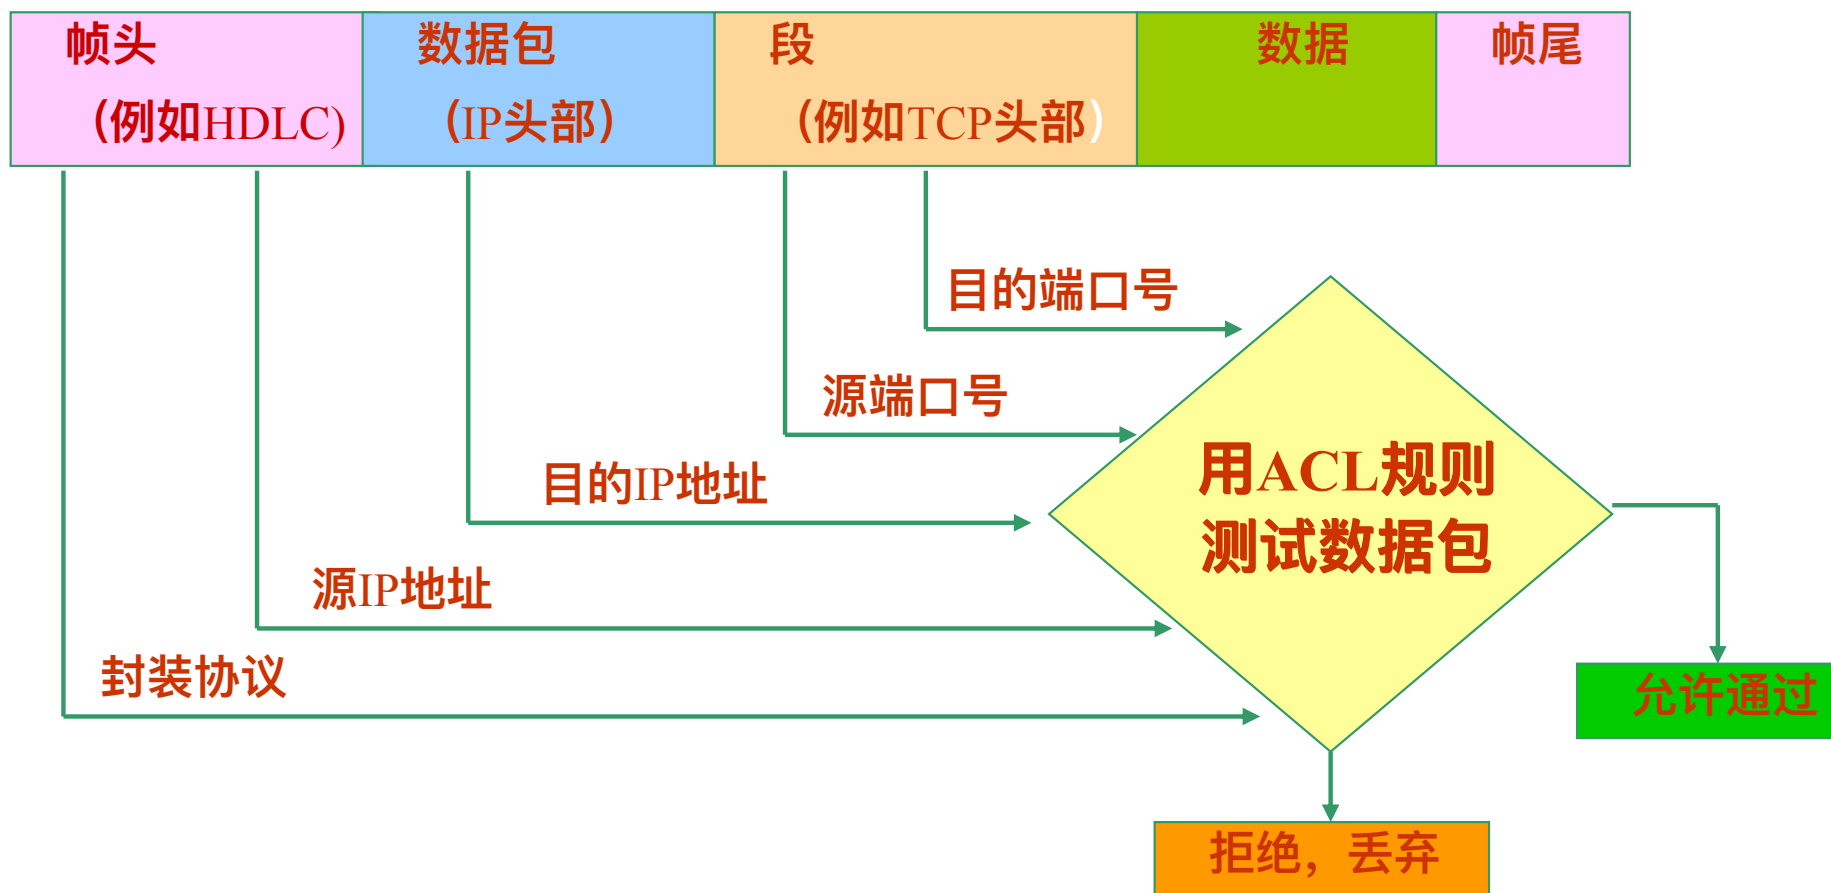 帧头
（例如HDLC)
数据包
（IP头部）
段
（例如TCP头部）
数据
帧尾
目的端口号
源端口号
目的IP地址
源IP地址
封装协议
用ACL规则
测试数据包
允许通过
拒绝，丢弃